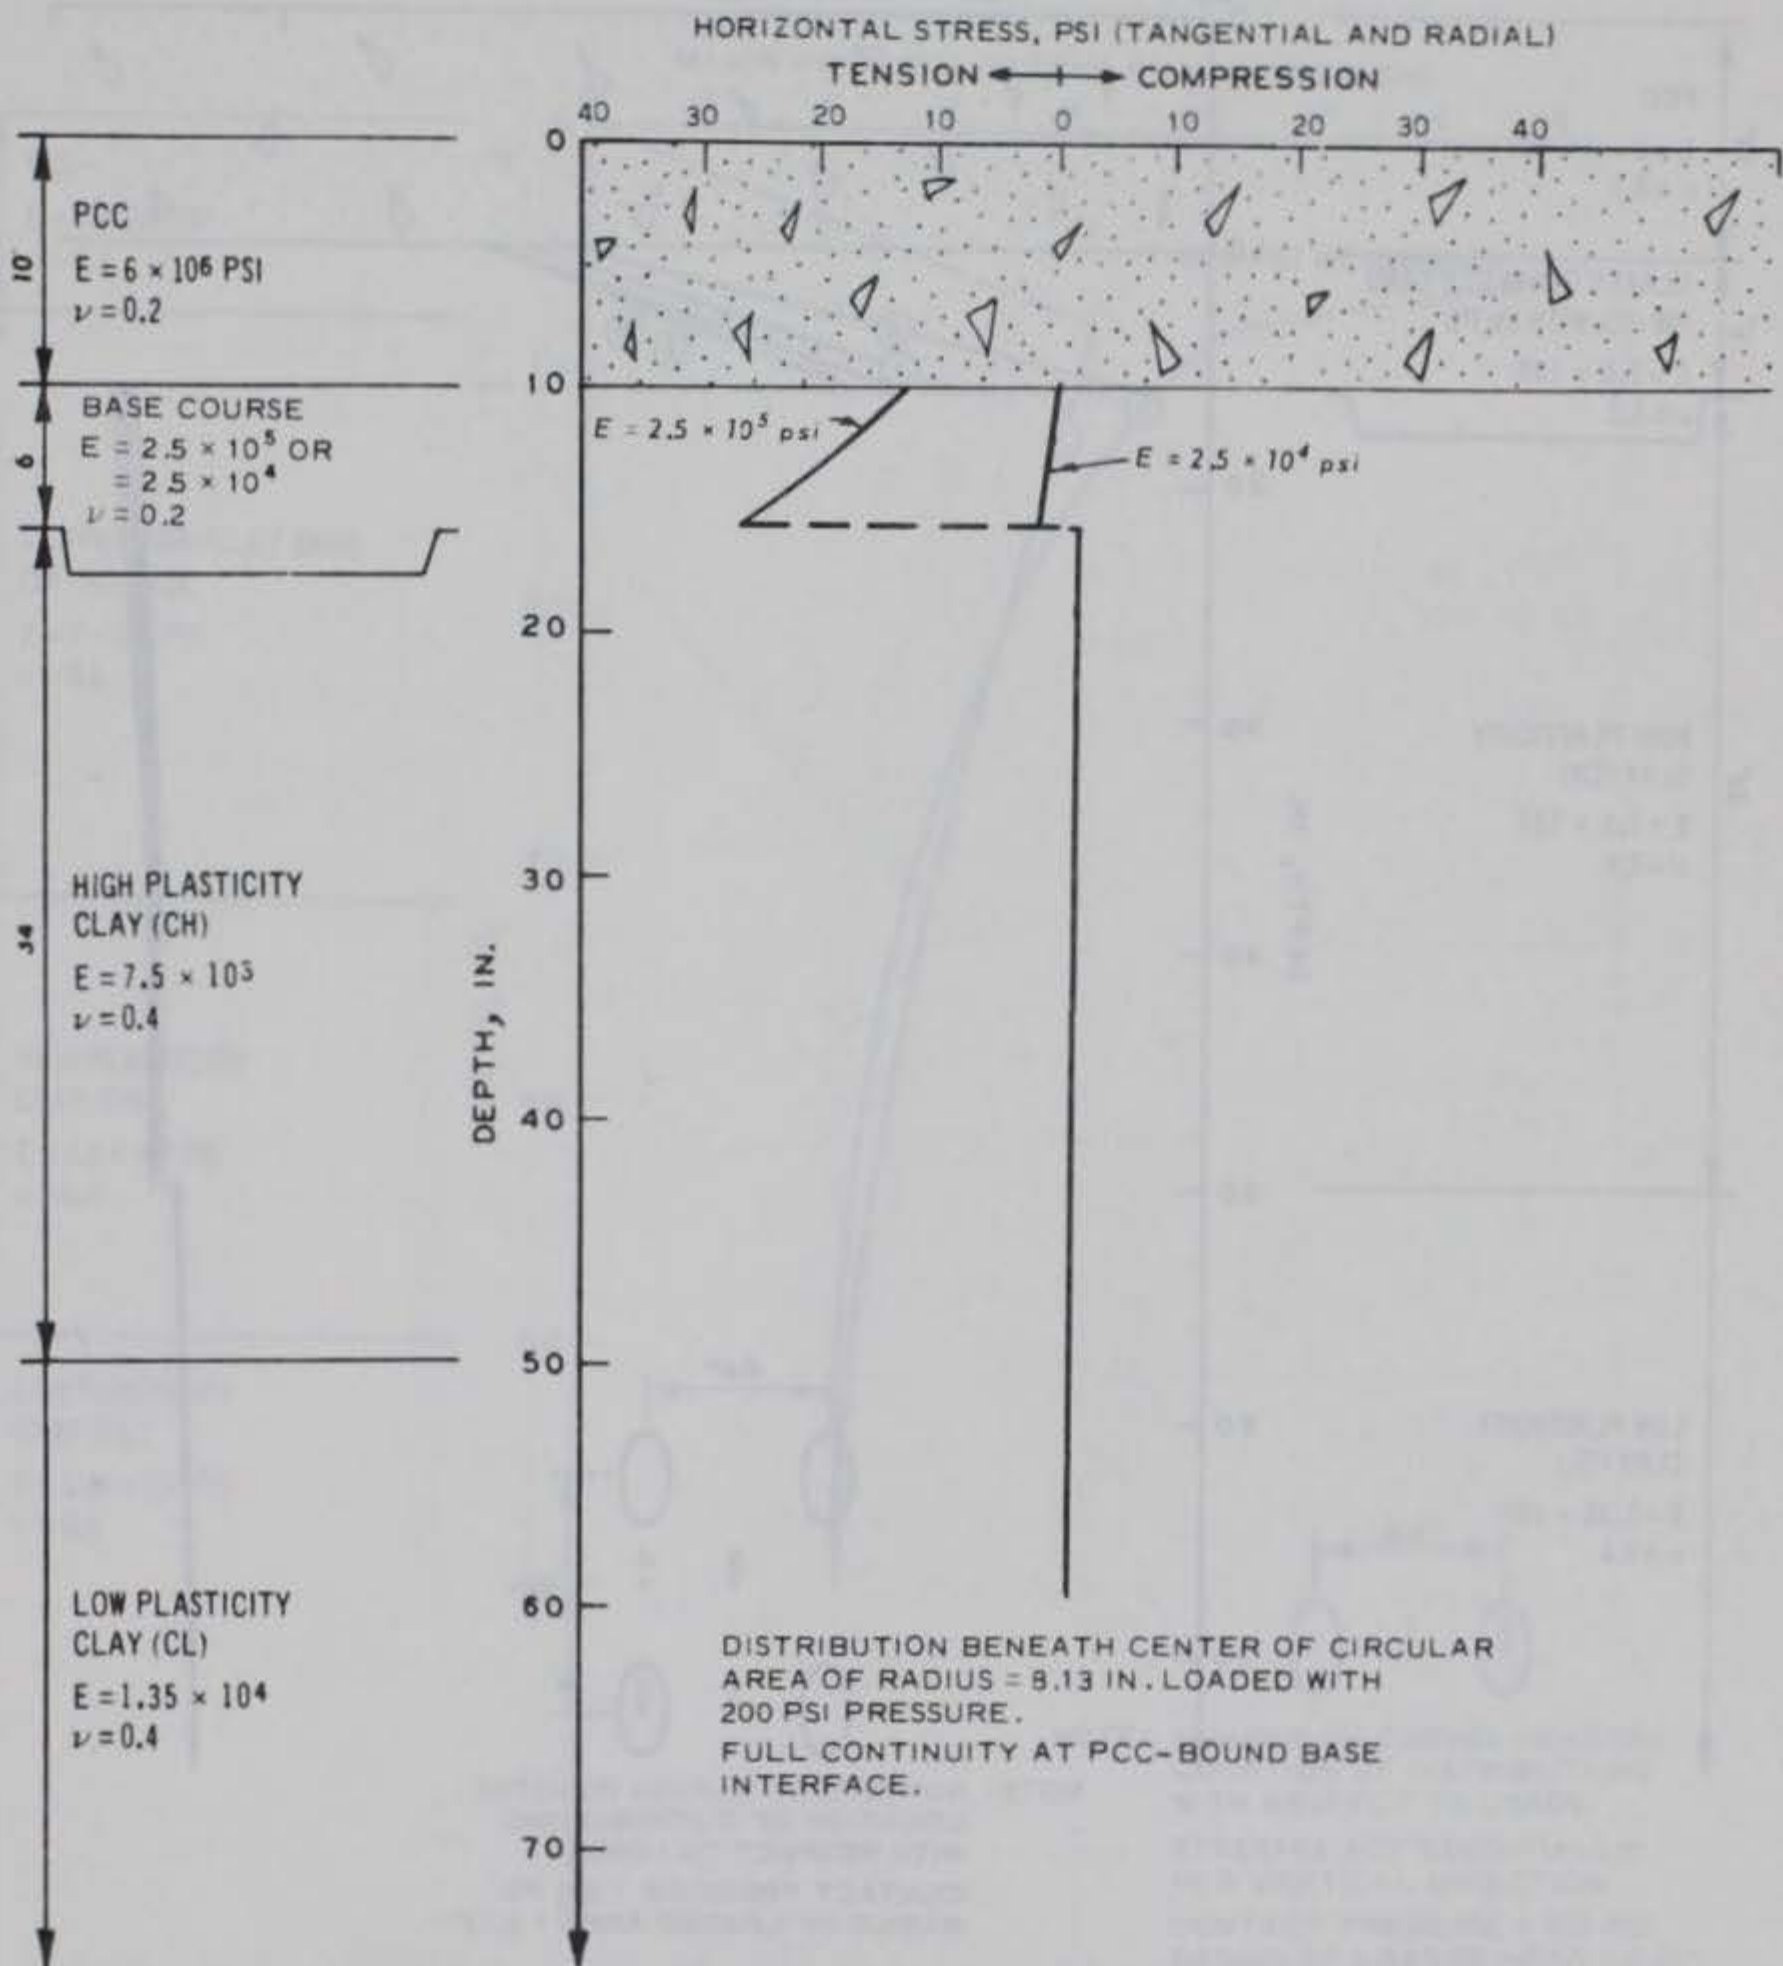 HORIZONTAL STRESS, PSI (TANGENTIAL AND RADIAL)
TENSION COMPRESSION
40 30 20 10 0 10 20 30 40
0
10
20
30
40
50
60
70
DEPTH, IN.
10
PCC
E = 6 × 10⁶ PSI
ν = 0.2
6
BASE COURSE
E = 2.5 × 10⁵ OR
= 2.5 × 10⁴
ν = 0.2
34
HIGH PLASTICITY
CLAY (CH)
E = 7.5 × 10³
ν = 0.4
LOW PLASTICITY
CLAY (CL)
E = 1.35 × 10⁴
ν = 0.4
E = 2.5 × 10⁵ psi
E = 2.5 × 10⁴ psi
DISTRIBUTION BENEATH CENTER OF CIRCULAR
AREA OF RADIUS = 8.13 IN. LOADED WITH
200 PSI PRESSURE.
FULL CONTINUITY AT PCC-BOUND BASE
INTERFACE.